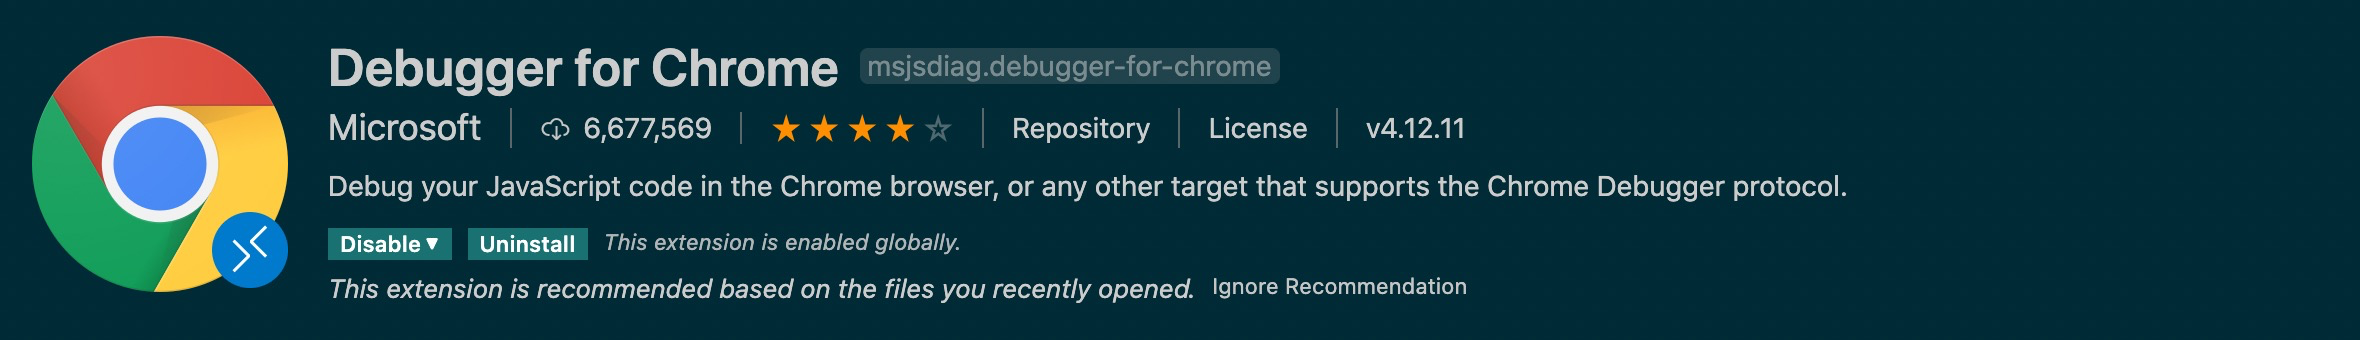 Debugger for Chrome msjsdiag.debugger-for-chrome
Microsoft 6,677,569 Repository License v4.12.11
Debug your JavaScript code in the Chrome browser, or any other target that supports the Chrome Debugger protocol.
Disable ▼ Uninstall This extension is enabled globally.
This extension is recommended based on the files you recently opened. Ignore Recommendation